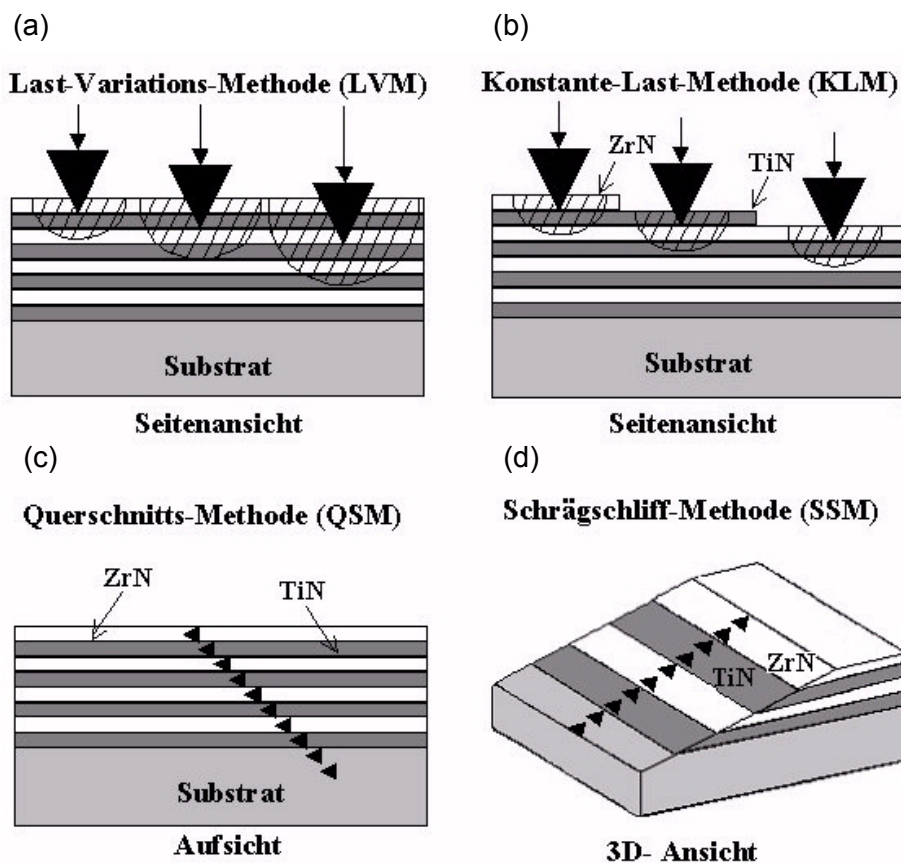 (a)
Last-Variations-Methode (LVM)
Substrat
Seitenansicht
(b)
Konstante-Last-Methode (KLM)
ZrN
TiN
Substrat
Seitenansicht
(c)
Querschnitts-Methode (QSM)
ZrN
TiN
Substrat
Aufsicht
(d)
Schrägschliff-Methode (SSM)
TiN
ZrN
3D- Ansicht